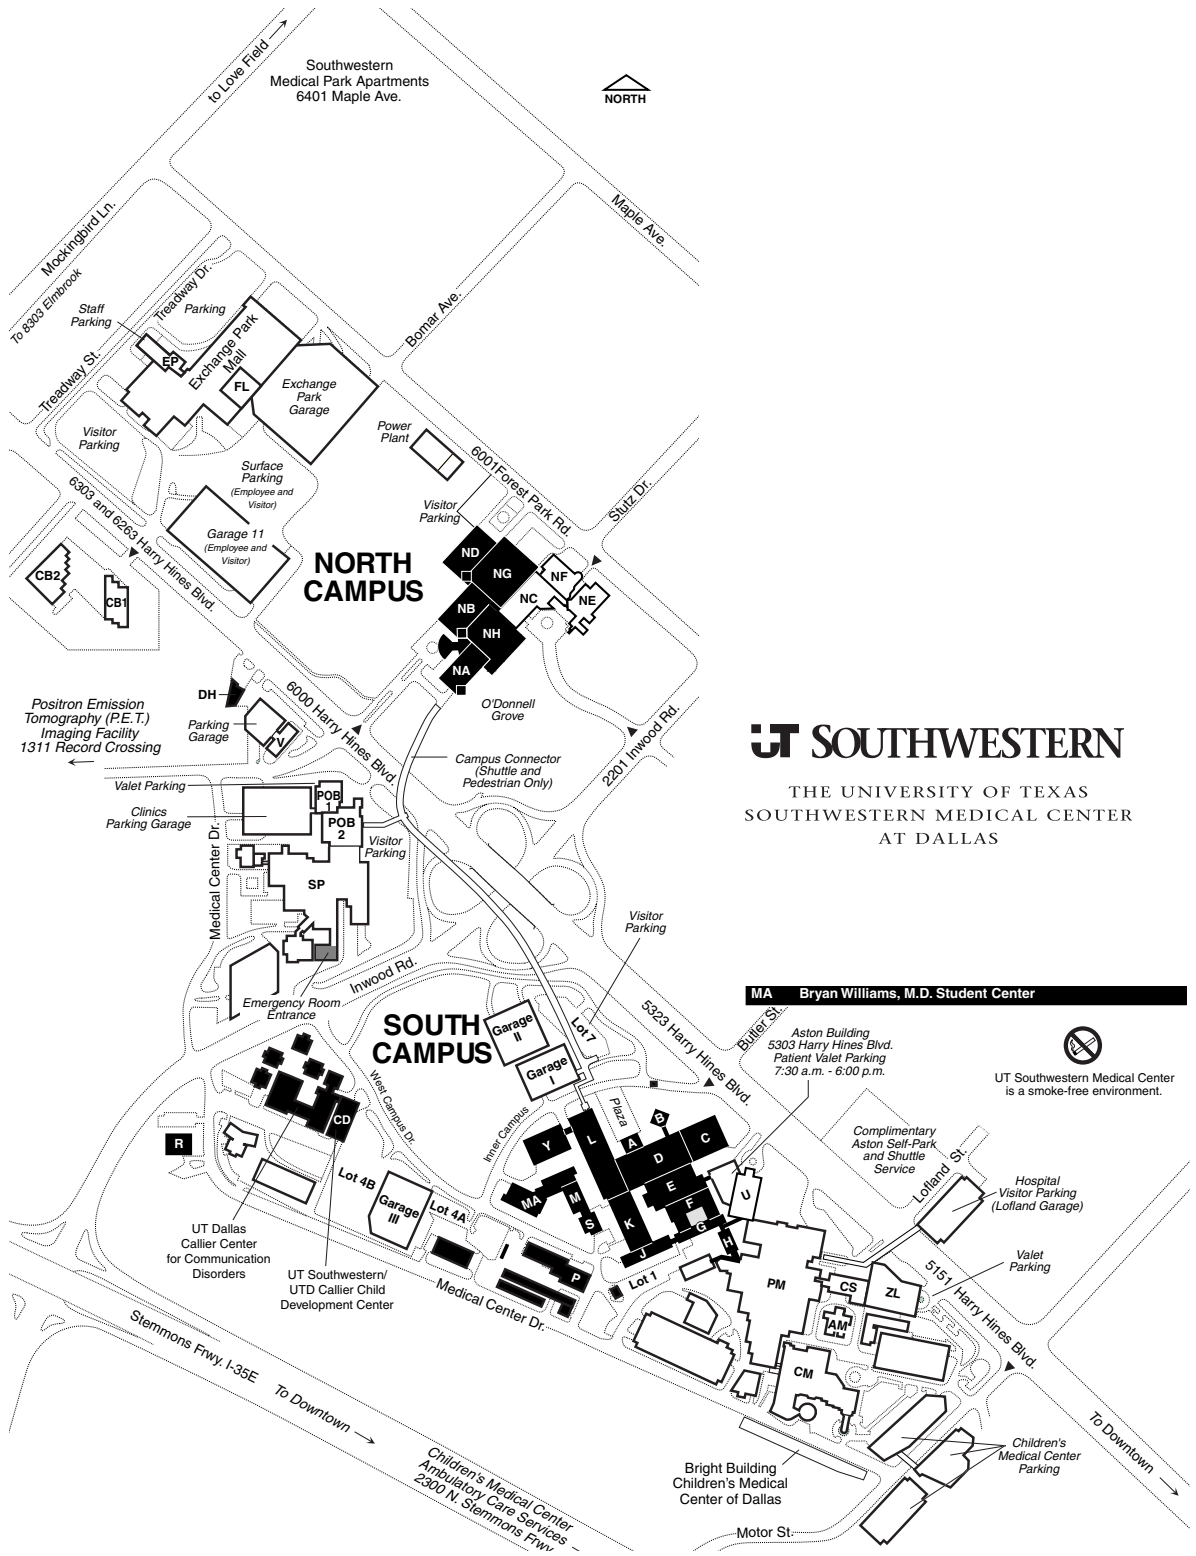 to Love Field
Southwestern
Medical Park Apartments
6401 Maple Ave.
NORTH
Mockingbird Ln.
Maple Ave.
To 8303 Elmbrook
Treadway Dr.
Parking
Staff
Parking
Bomar Ave.
EP
Exchange Park
Mall
FL
Exchange
Park
Garage
Treadway St.
Visitor
Parking
Power
Plant
6001Forest Park Rd.
Stutz Dr.
Surface
Parking
(Employee and
Visitor)
6303 and 6263 Harry Hines Blvd.
Visitor
Parking
Garage 11
(Employee and
Visitor)
NORTH
CAMPUS
ND
NG
NF
NC
NE
NB
NH
NA
CB2
CB1
DH
6000 Harry Hines Blvd.
O'Donnell
Grove
Positron Emission
Tomography (P.E.T.)
Imaging Facility
1311 Record Crossing
Parking
Garage
V
2201 Inwood Rd.
UT SOUTHWESTERN
THE UNIVERSITY OF TEXAS
SOUTHWESTERN MEDICAL CENTER
AT DALLAS
Campus Connector
(Shuttle and
Pedestrian Only)
Valet Parking
POB
1
Clinics
Parking Garage
POB
2
Visitor
Parking
Medical Center Dr.
SP
Visitor
Parking
Inwood Rd.
Emergency Room
Entrance
MA Bryan Williams, M.D. Student Center
SOUTH
CAMPUS
Garage
II
Lot 7
5323 Harry Hines Blvd.
Butler St.
Aston Building
5303 Harry Hines Blvd.
Patient Valet Parking
7:30 a.m. - 6:00 p.m.
UT Southwestern Medical Center
is a smoke-free environment.
Garage
I
West Campus Dr.
Inner Campus
Plaza
CD
R
Y
L
A
B
C
D
E
F
G
H
J
K
M
MA
S
U
Complimentary
Aston Self-Park
and Shuttle
Service
Lofland St.
Hospital
Visitor Parking
(Lofland Garage)
Lot 4B
Garage
III
Lot 4A
UT Dallas
Callier Center
for Communication
Disorders
UT Southwestern/
UTD Callier Child
Development Center
P
Lot 1
Medical Center Dr.
PM
CS
ZL
AM
CM
Valet
Parking
5151 Harry Hines Blvd.
Stemmons Frwy. I-35E
To Downtown
Children's Medical Center
Ambulatory Care Services
2300 N. Stemmons Frwy
Bright Building
Children's Medical
Center of Dallas
Motor St.
Children's
Medical Center
Parking
To Downtown